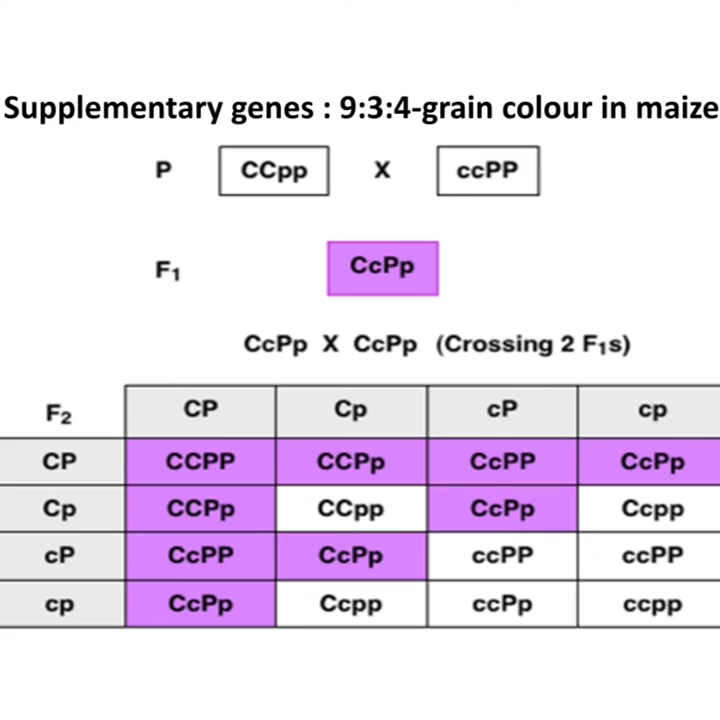 Supplementary genes : 9:3:4-grain colour in maize
P CCpp X ccPP
F₁ CcPp
CcPp X CcPp (Crossing 2 F₁s)
F₂ CP Cp cP cp
CP CCPP CCPp CcPP CcPp
Cp CCPp CCpp CcPp Ccpp
cP CcPP CcPp ccPP ccPP
cp CcPp Ccpp ccPp ccpp